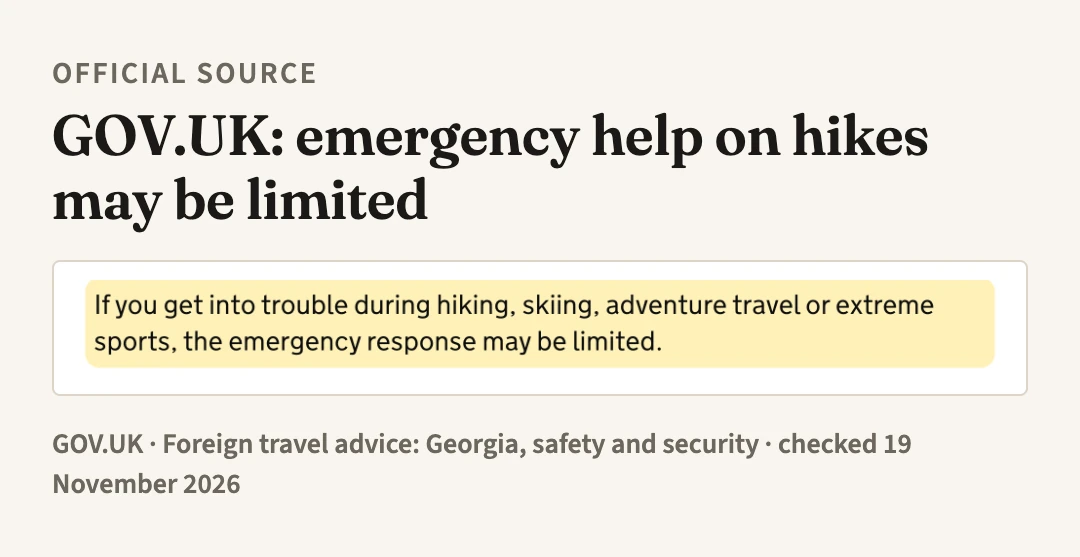 OFFICIAL SOURCE
GOV.UK: emergency help on hikes
may be limited
If you get into trouble during hiking, skiing, adventure travel or extreme
sports, the emergency response may be limited.
GOV.UK · Foreign travel advice: Georgia, safety and security · checked 19
November 2026